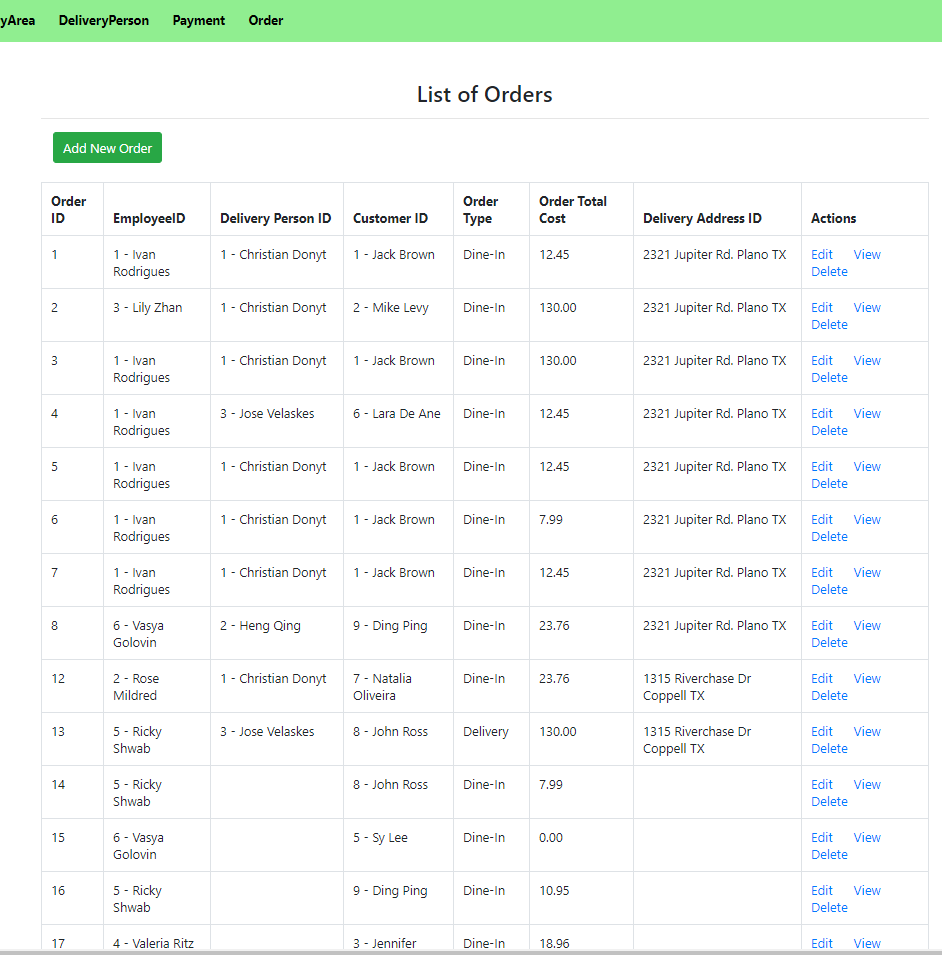 yArea DeliveryPerson Payment Order
List of Orders
Add New Order
Order ID EmployeeID Delivery Person ID Customer ID Order Type Order Total Cost Delivery Address ID Actions
1 1 - Ivan Rodrigues 1 - Christian Donyt 1 - Jack Brown Dine-In 12.45 2321 Jupiter Rd. Plano TX Edit View Delete
2 3 - Lily Zhan 1 - Christian Donyt 2 - Mike Levy Dine-In 130.00 2321 Jupiter Rd. Plano TX Edit View Delete
3 1 - Ivan Rodrigues 1 - Christian Donyt 1 - Jack Brown Dine-In 130.00 2321 Jupiter Rd. Plano TX Edit View Delete
4 1 - Ivan Rodrigues 3 - Jose Velaskes 6 - Lara De Ane Dine-In 12.45 2321 Jupiter Rd. Plano TX Edit View Delete
5 1 - Ivan Rodrigues 1 - Christian Donyt 1 - Jack Brown Dine-In 12.45 2321 Jupiter Rd. Plano TX Edit View Delete
6 1 - Ivan Rodrigues 1 - Christian Donyt 1 - Jack Brown Dine-In 7.99 2321 Jupiter Rd. Plano TX Edit View Delete
7 1 - Ivan Rodrigues 1 - Christian Donyt 1 - Jack Brown Dine-In 12.45 2321 Jupiter Rd. Plano TX Edit View Delete
8 6 - Vasya Golovin 2 - Heng Qing 9 - Ding Ping Dine-In 23.76 2321 Jupiter Rd. Plano TX Edit View Delete
12 2 - Rose Mildred 1 - Christian Donyt 7 - Natalia Oliveira Dine-In 23.76 1315 Riverchase Dr Coppell TX Edit View Delete
13 5 - Ricky Shwab 3 - Jose Velaskes 8 - John Ross Delivery 130.00 1315 Riverchase Dr Coppell TX Edit View Delete
14 5 - Ricky Shwab 8 - John Ross Dine-In 7.99 Edit View Delete
15 6 - Vasya Golovin 5 - Sy Lee Dine-In 0.00 Edit View Delete
16 5 - Ricky Shwab 9 - Ding Ping Dine-In 10.95 Edit View Delete
17 4 - Valeria Ritz 3 - Jennifer Dine-In 18.96 Edit View